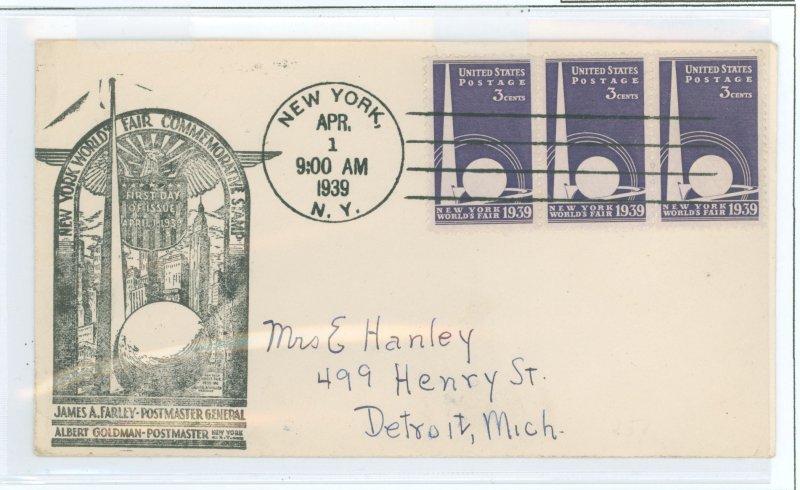 NEW YORK WORLD'S FAIR COMMEMORATIVE STAMP
FIRST DAY
OF ISSUE
APRIL 1-1939
JAMES A. FARLEY-POSTMASTER GENERAL
ALBERT GOLDMAN-POSTMASTER NEW YORK
NEW YORK,
APR.
1
9:00 AM
1939
N. Y.
UNITED STATES
POSTAGE
3 CENTS
NEW YORK
WORLD'S FAIR 1939
UNITED STATES
POSTAGE
3 CENTS
NEW YORK
WORLD'S FAIR 1939
UNITED STATES
POSTAGE
3 CENTS
NEW YORK
WORLD'S FAIR 1939
Mrs E Hanley
499 Henry St.
Detroit, Mich.